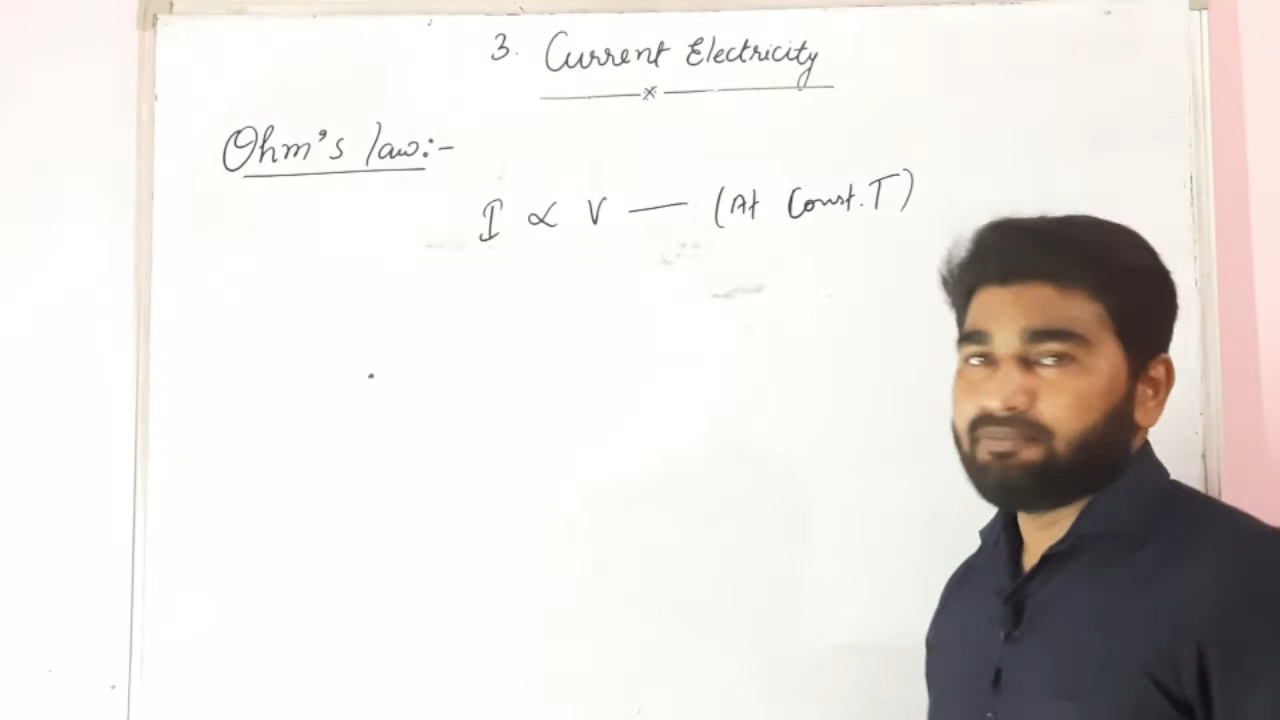 3. Current Electricity
Ohm's law:-
I ∝ V — (At Const. T)